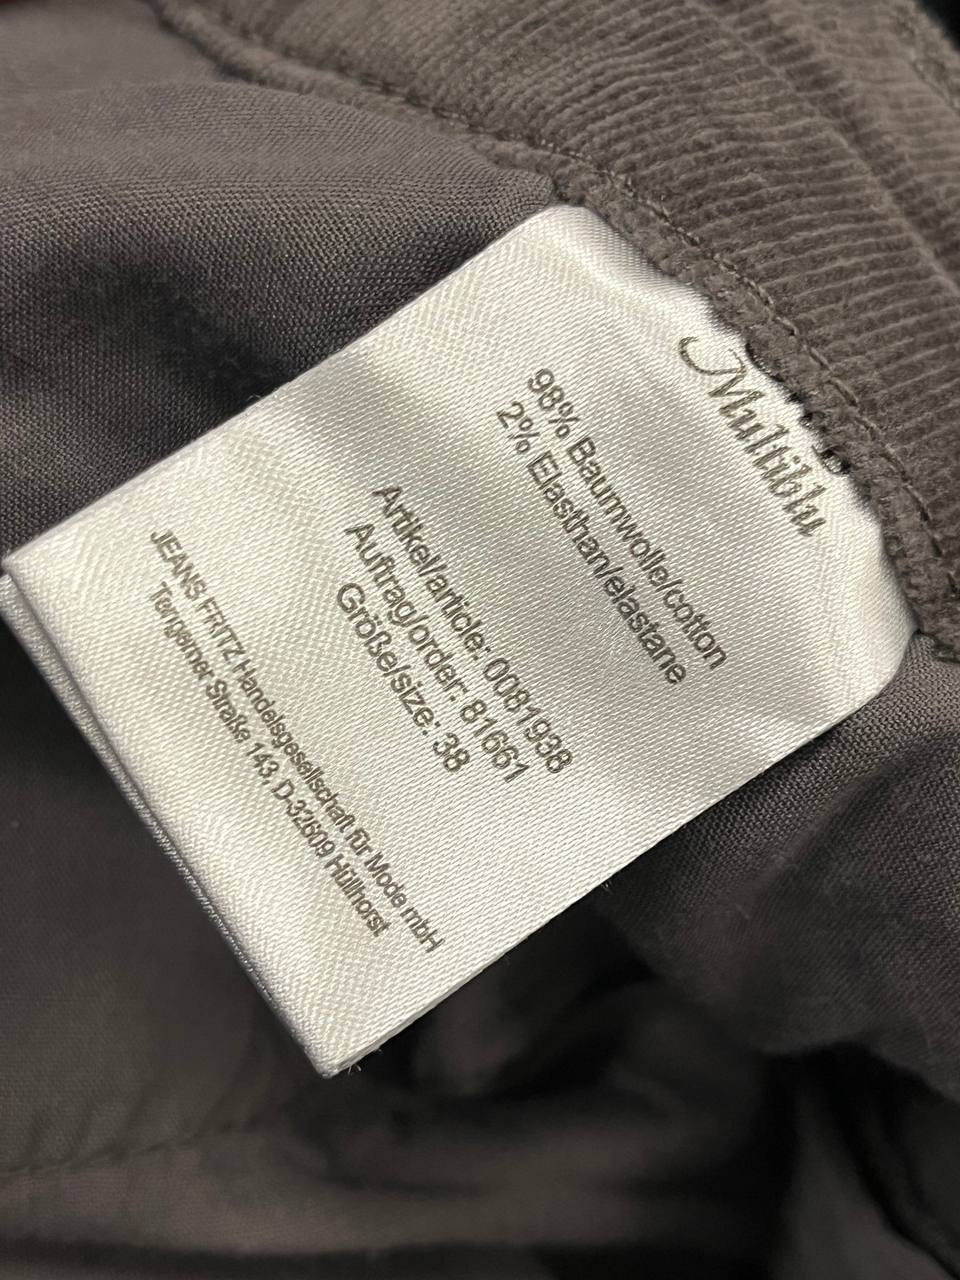 Multiblu
98% Baumwolle/cotton
2% Elasthan/elastane
Artikel/article: 0081938
Auftrag/order: 81661
Größe/size: 38
JEANS FRITZ Handelsgesellschaft für Mode mbH
Tengerner Straße 143, D-32609 Hüllhorst